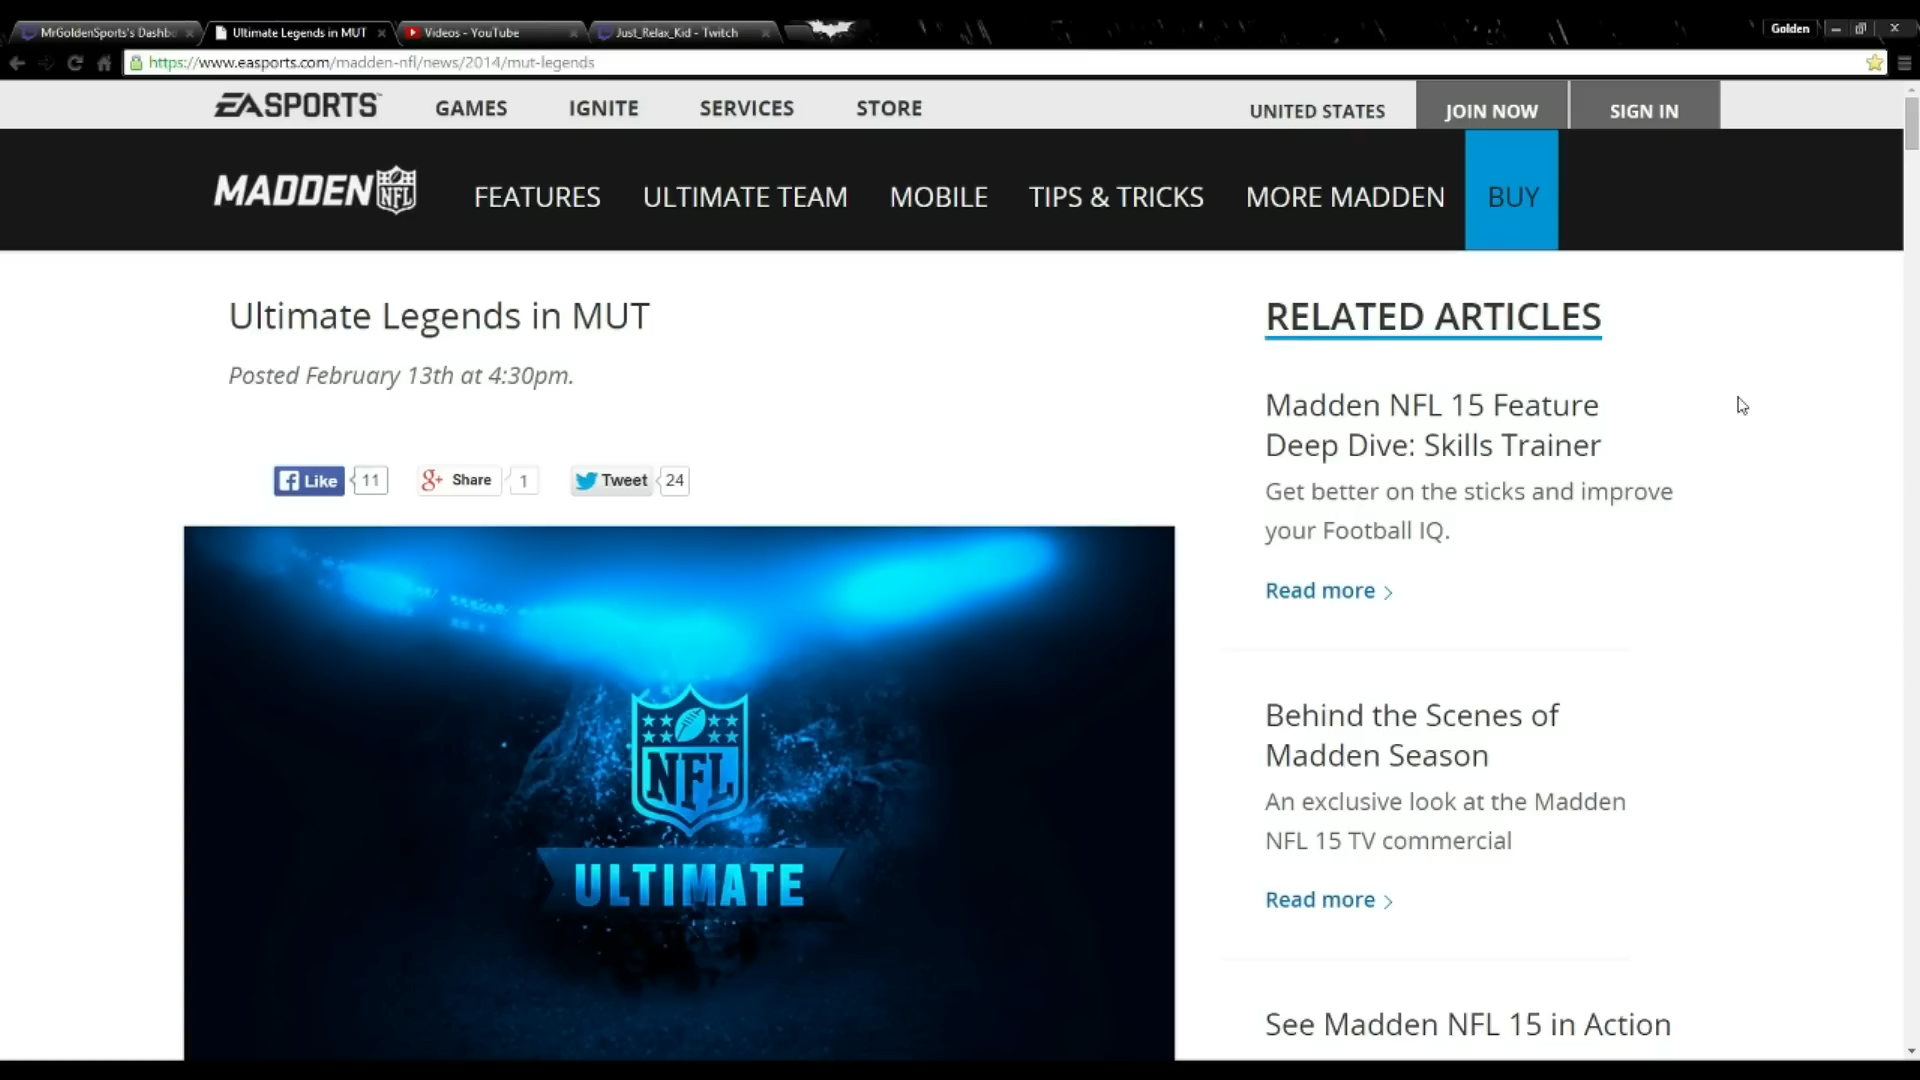 MrGoldenSports's Dashbo
Ultimate Legends in MUT
Videos - YouTube
Just_Relax_Kid - Twitch
Golden
https://www.easports.com/madden-nfl/news/2014/mut-legends
EA SPORTS
GAMES
IGNITE
SERVICES
STORE
UNITED STATES
JOIN NOW
SIGN IN
MADDEN NFL
FEATURES
ULTIMATE TEAM
MOBILE
TIPS & TRICKS
MORE MADDEN
BUY
Ultimate Legends in MUT
Posted February 13th at 4:30pm.
Like 11
Share 1
Tweet 24
NFL
ULTIMATE
RELATED ARTICLES
Madden NFL 15 Feature
Deep Dive: Skills Trainer
Get better on the sticks and improve
your Football IQ.
Read more
Behind the Scenes of
Madden Season
An exclusive look at the Madden
NFL 15 TV commercial
Read more
See Madden NFL 15 in Action